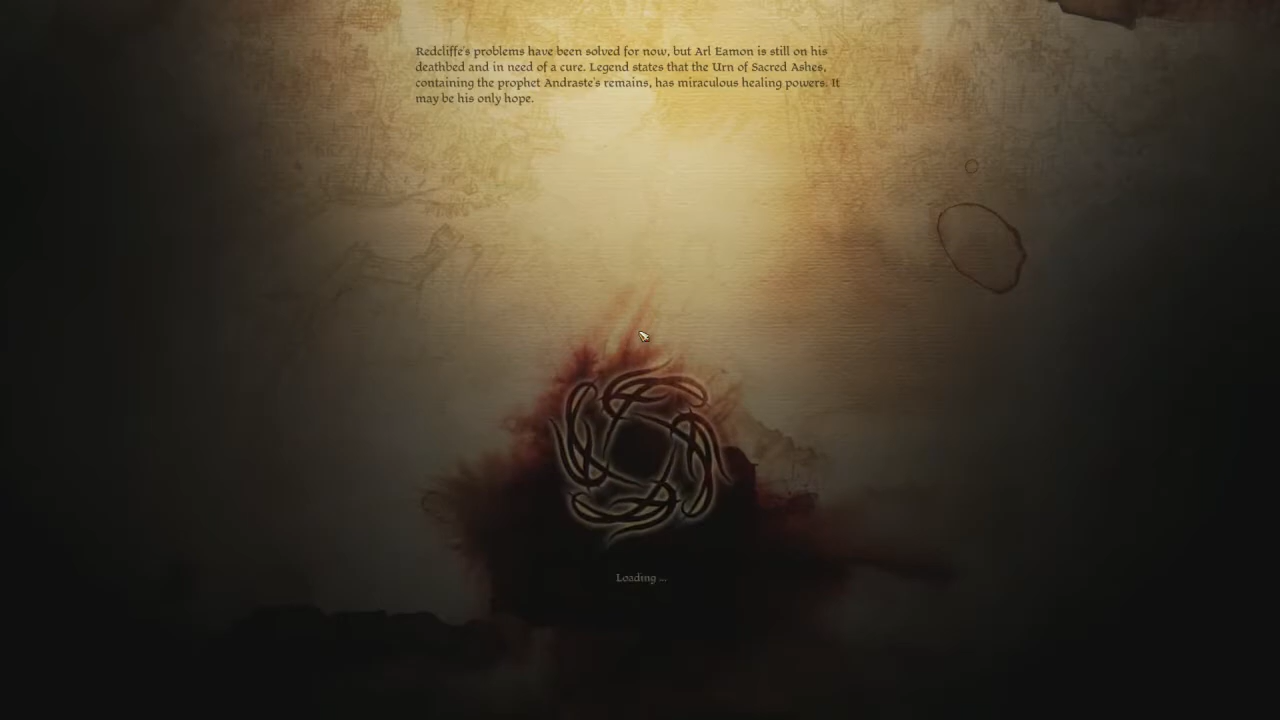 Redcliffe's problems have been solved for now, but Arl Eamon is still on his
deathbed and in need of a cure. Legend states that the Urn of Sacred Ashes,
containing the prophet Andraste's remains, has miraculous healing powers. It
may be his only hope.
Loading ...